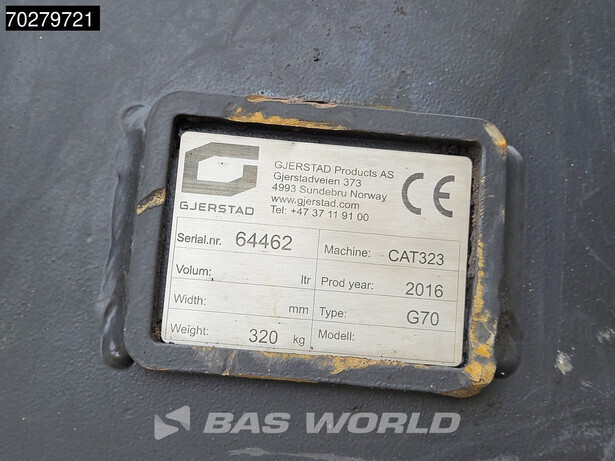 70279721
GJERSTAD Products AS
Gjerstadveien 373
4993 Sundebru Norway
www.gjerstad.com
Tel: +47 37 11 91 00
CE
GJERSTAD
Serial.nr. 64462 Machine: CAT323
Volum: ltr Prod year: 2016
Width: mm Type: G70
Weight: 320 kg Modell:
BAS WORLD